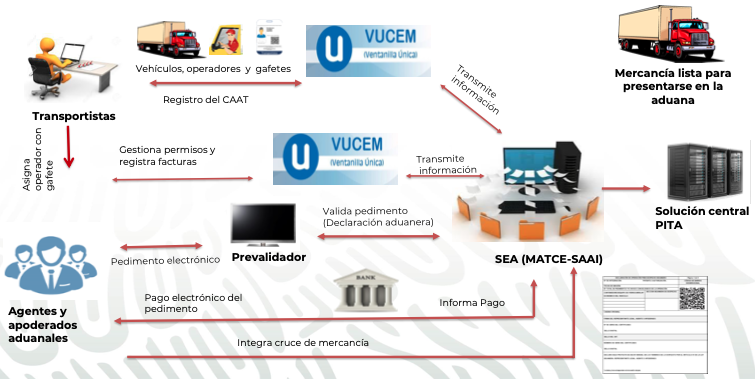 VUCEM
(Ventanilla Única)
Vehículos, operadores y gafetes
Registro del CAAT
Transmite
información
Mercancía lista para
presentarse en la
aduana
Transportistas
Asigna
operador con
gafete
Gestiona permisos y
registra facturas
VUCEM
(Ventanilla Única)
Transmite
información
Solución central
PITA
Valida pedimento
(Declaración aduanera)
Pedimento electrónico
Prevalidador
SEA (MATCE-SAAI)
BANK
Agentes y
apoderados
aduanales
Pago electrónico del
pedimento
Informa Pago
Integra cruce de mercancía